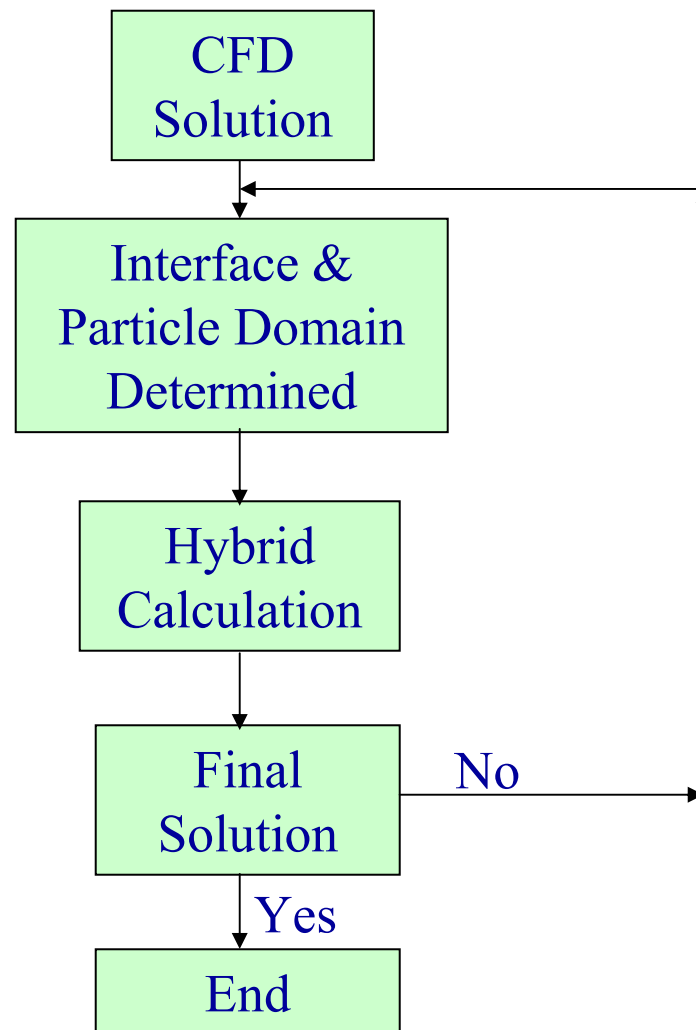 CFD
Solution
Interface &
Particle Domain
Determined
Hybrid
Calculation
Final
Solution
No
Yes
End